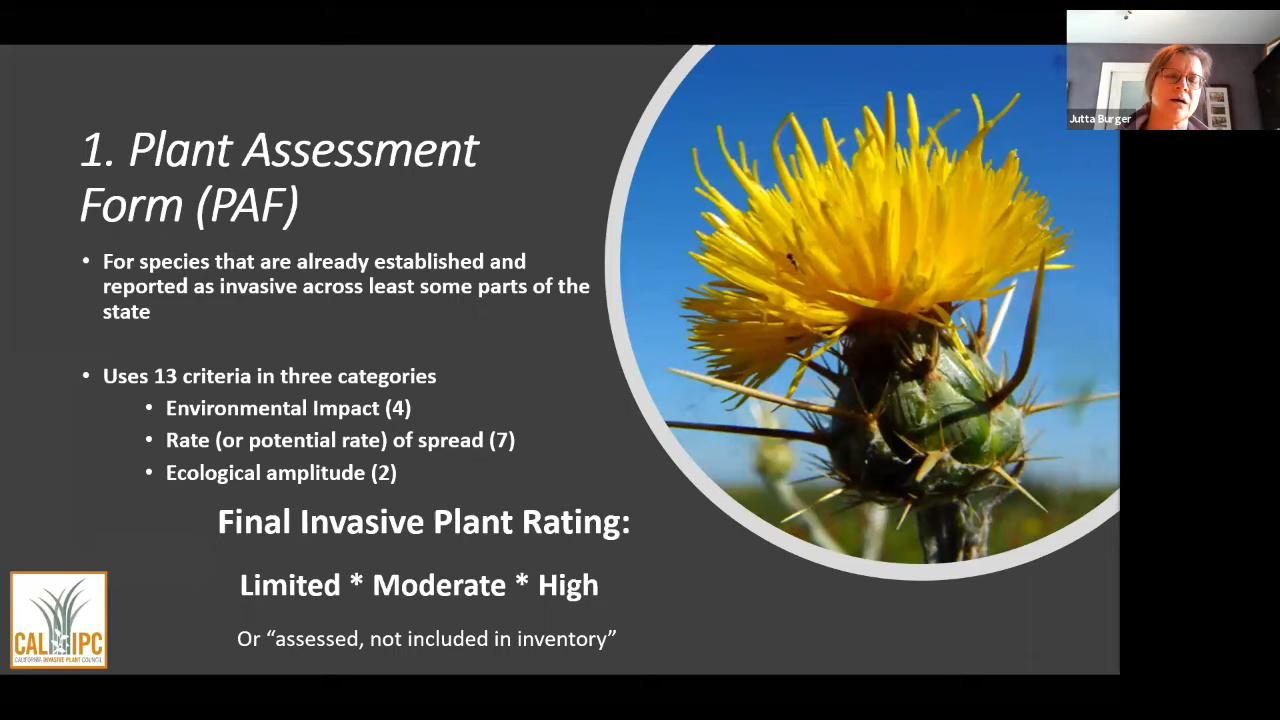 Jutta Burger
1. Plant Assessment
Form (PAF)
• For species that are already established and
reported as invasive across least some parts of the
state
• Uses 13 criteria in three categories
• Environmental Impact (4)
• Rate (or potential rate) of spread (7)
• Ecological amplitude (2)
Final Invasive Plant Rating:
Limited * Moderate * High
Or “assessed, not included in inventory”
CAL IPC
CALIFORNIA INVASIVE PLANT COUNCIL